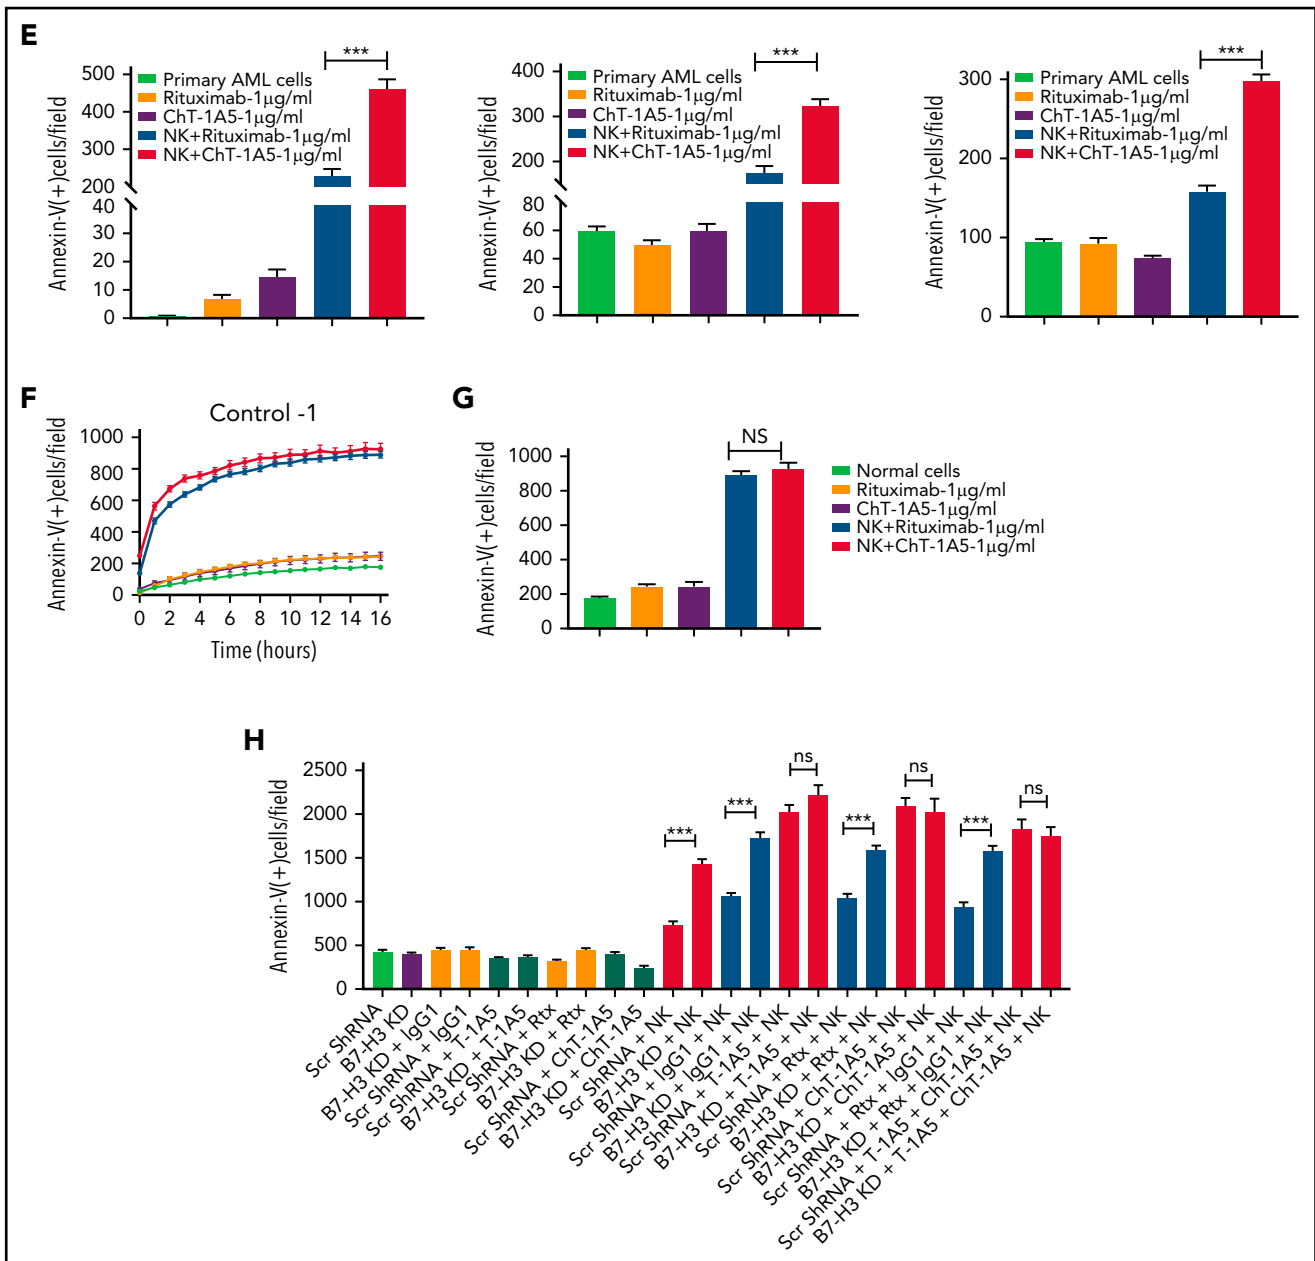 E
Annexin-V(+)cells/field
500
400
300
200
40
30
20
10
0
Primary AML cells
Rituximab-1µg/ml
ChT-1A5-1µg/ml
NK+Rituximab-1µg/ml
NK+ChT-1A5-1µg/ml
***
Annexin-V(+)cells/field
400
300
200
80
60
40
20
0
Primary AML cells
Rituximab-1µg/ml
ChT-1A5-1µg/ml
NK+Rituximab-1µg/ml
NK+ChT-1A5-1µg/ml
***
Annexin-V(+)cells/field
300
200
100
0
Primary AML cells
Rituximab-1µg/ml
ChT-1A5-1µg/ml
NK+Rituximab-1µg/ml
NK+ChT-1A5-1µg/ml
***
F
Control -1
Annexin-V(+)cells/field
1000
800
600
400
200
0
0 2 4 6 8 10 12 14 16
Time (hours)
G
Annexin-V(+)cells/field
1000
800
600
400
200
0
NS
Normal cells
Rituximab-1µg/ml
ChT-1A5-1µg/ml
NK+Rituximab-1µg/ml
NK+ChT-1A5-1µg/ml
H
Annexin-V(+)cells/field
2500
2000
1500
1000
500
0
***
***
ns
***
ns
***
ns
Scr ShRNA
B7-H3 KD
B7-H3 KD + IgG1
Scr ShRNA + IgG1
Scr ShRNA + T-1A5
B7-H3 KD + T-1A5
Scr ShRNA + Rtx
B7-H3 KD + Rtx
Scr ShRNA + ChT-1A5
B7-H3 KD + ChT-1A5
Scr ShRNA + NK
B7-H3 KD + NK
Scr ShRNA + IgG1 + NK
B7-H3 KD + IgG1 + NK
Scr ShRNA + T-1A5 + NK
B7-H3 KD + T-1A5 + NK
Scr ShRNA + Rtx + NK
B7-H3 KD + Rtx + NK
Scr ShRNA + ChT-1A5 + NK
B7-H3 KD + ChT-1A5 + NK
Scr ShRNA + Rtx + IgG1 + NK
B7-H3 KD + Rtx + IgG1 + NK
Scr ShRNA + T-1A5 + ChT-1A5 + NK
B7-H3 KD + T-1A5 + ChT-1A5 + NK